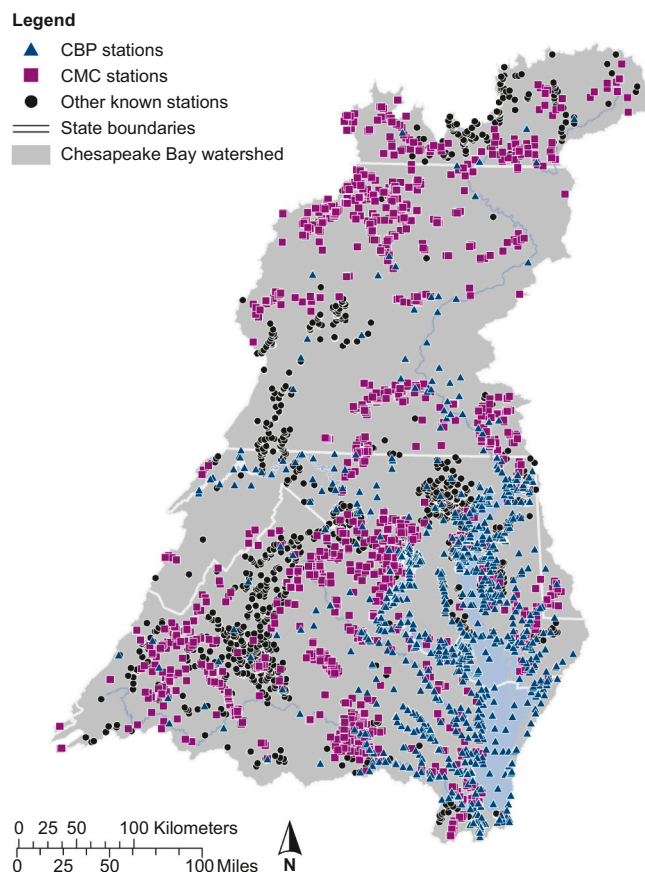 Legend
CBP stations
CMC stations
Other known stations
State boundaries
Chesapeake Bay watershed
0 25 50 100 Kilometers
0 25 50 100 Miles
N